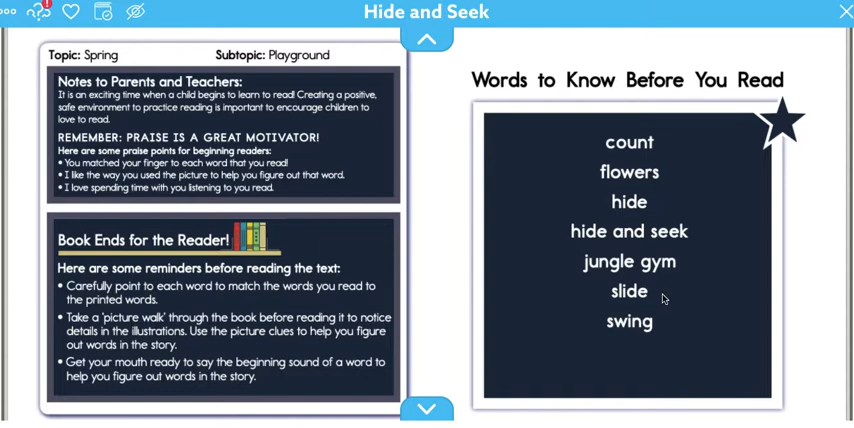 Hide and Seek
Topic: Spring Subtopic: Playground
Notes to Parents and Teachers:
It is an exciting time when a child begins to learn to read! Creating a positive,
safe environment to practice reading is important to encourage children to
love to read.
REMEMBER: PRAISE IS A GREAT MOTIVATOR!
Here are some praise points for beginning readers:
• You matched your finger to each word that you read!
• I like the way you used the picture to help you figure out that word.
• I love spending time with you listening to you read.
Book Ends for the Reader!
Here are some reminders before reading the text:
• Carefully point to each word to match the words you read to
the printed words.
• Take a 'picture walk' through the book before reading it to notice
details in the illustrations. Use the picture clues to help you figure
out words in the story.
• Get your mouth ready to say the beginning sound of a word to
help you figure out words in the story.
Words to Know Before You Read
count
flowers
hide
hide and seek
jungle gym
slide
swing